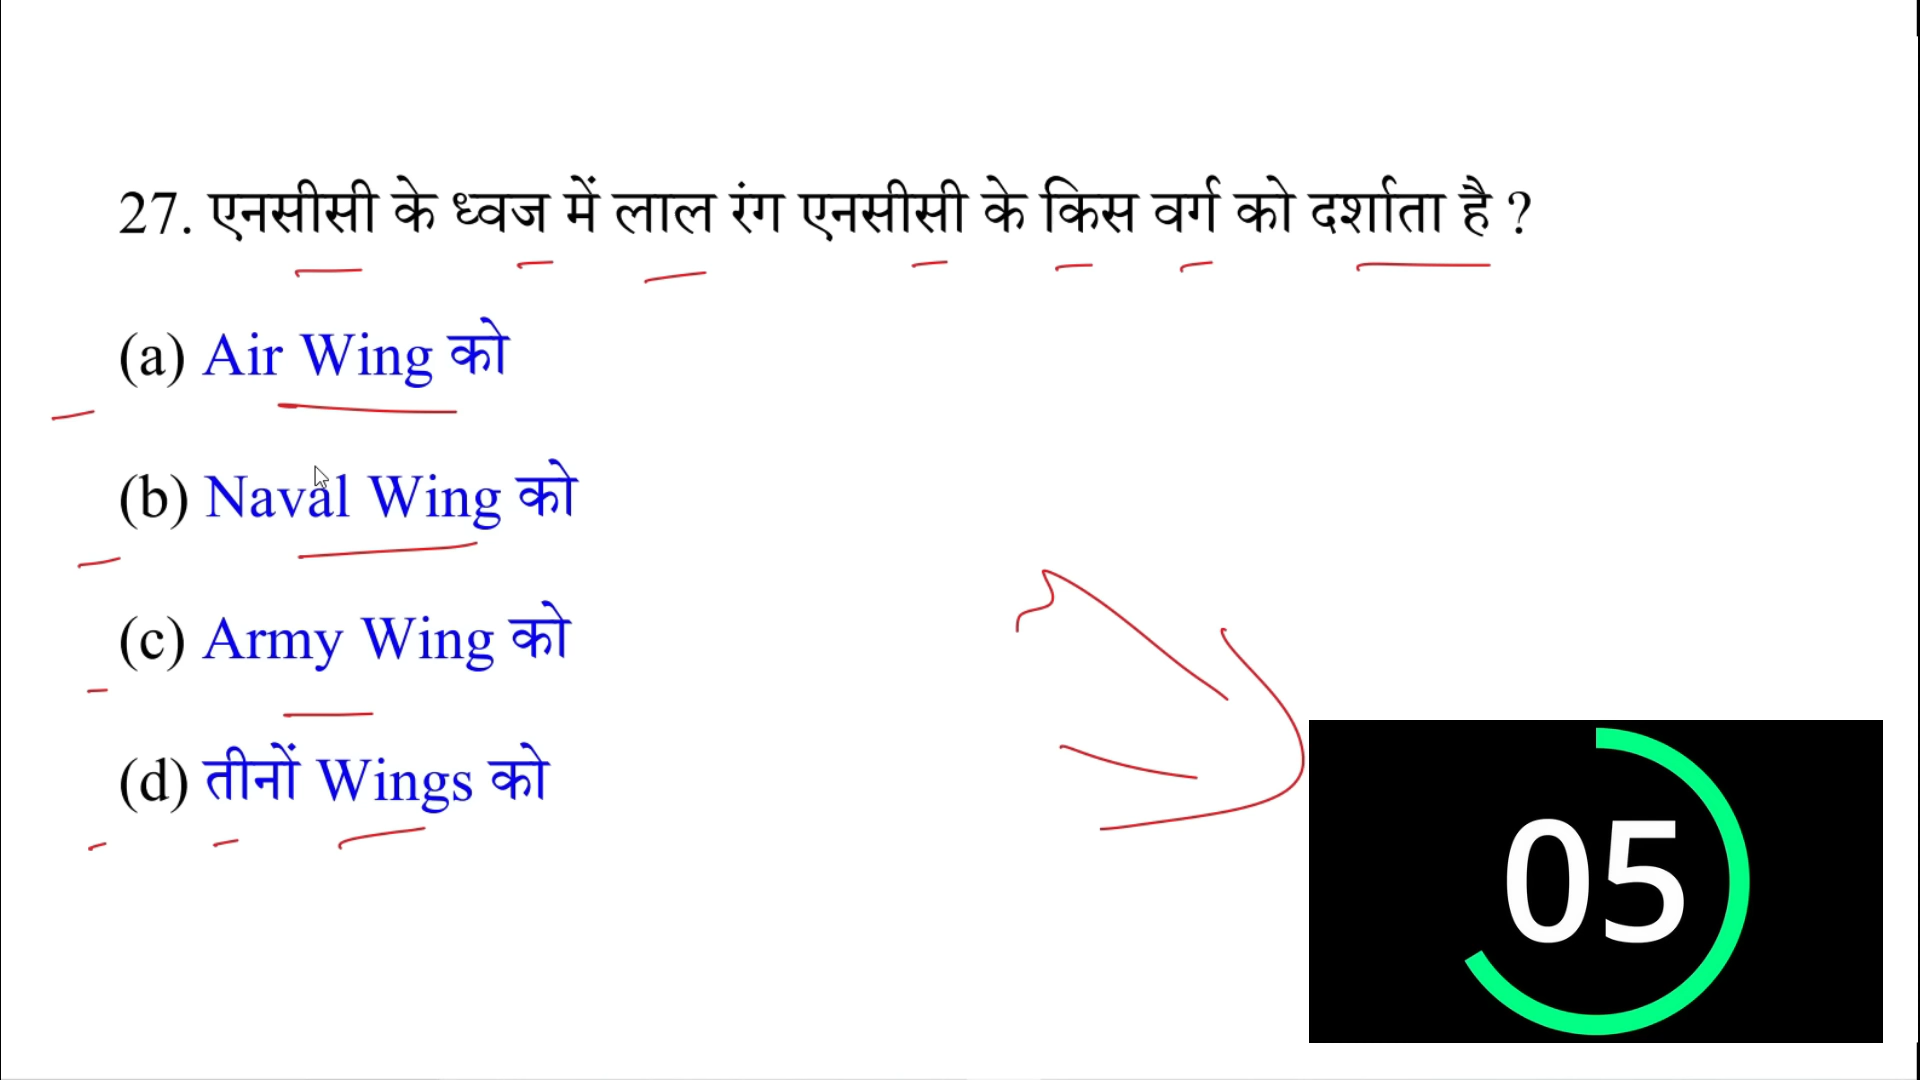 27. एनसीसी के ध्वज में लाल रंग एनसीसी के किस वर्ग को दर्शाता है ?
(a) Air Wing को
(b) Naval Wing को
(c) Army Wing को
(d) तीनों Wings को
05